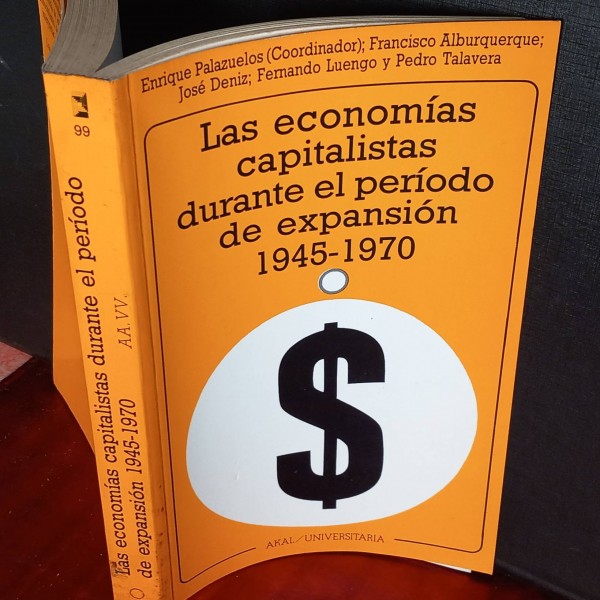 Enrique Palazuelos (Coordinador); Francisco Alburquerque;
José Deniz; Fernando Luengo y Pedro Talavera
Las economías
capitalistas
durante el período
de expansión
1945-1970
$
AKAL/UNIVERSITARIA
99
Las economías capitalistas durante el período
de expansión 1945-1970
AA.VV.